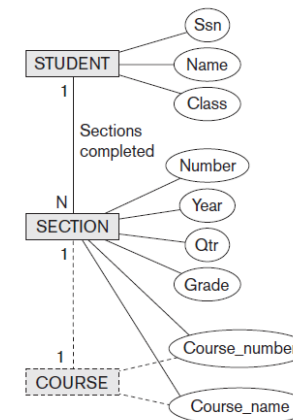 Ssn
STUDENT
Name
Class
1
Sections
completed
Number
N
Year
SECTION
Qtr
1
Grade
Course_number
1
COURSE
Course_name